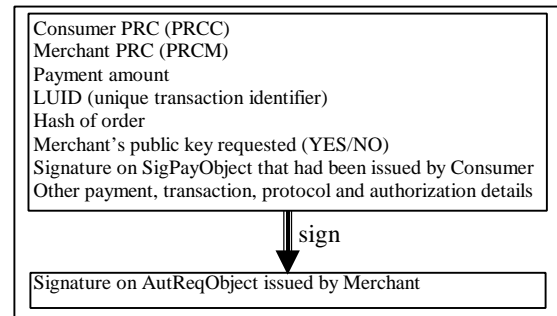 Consumer PRC (PRCC)
Merchant PRC (PRCM)
Payment amount
LUID (unique transaction identifier)
Hash of order
Merchant's public key requested (YES/NO)
Signature on SigPayObject that had been issued by Consumer
Other payment, transaction, protocol and authorization details
sign
Signature on AutReqObject issued by Merchant